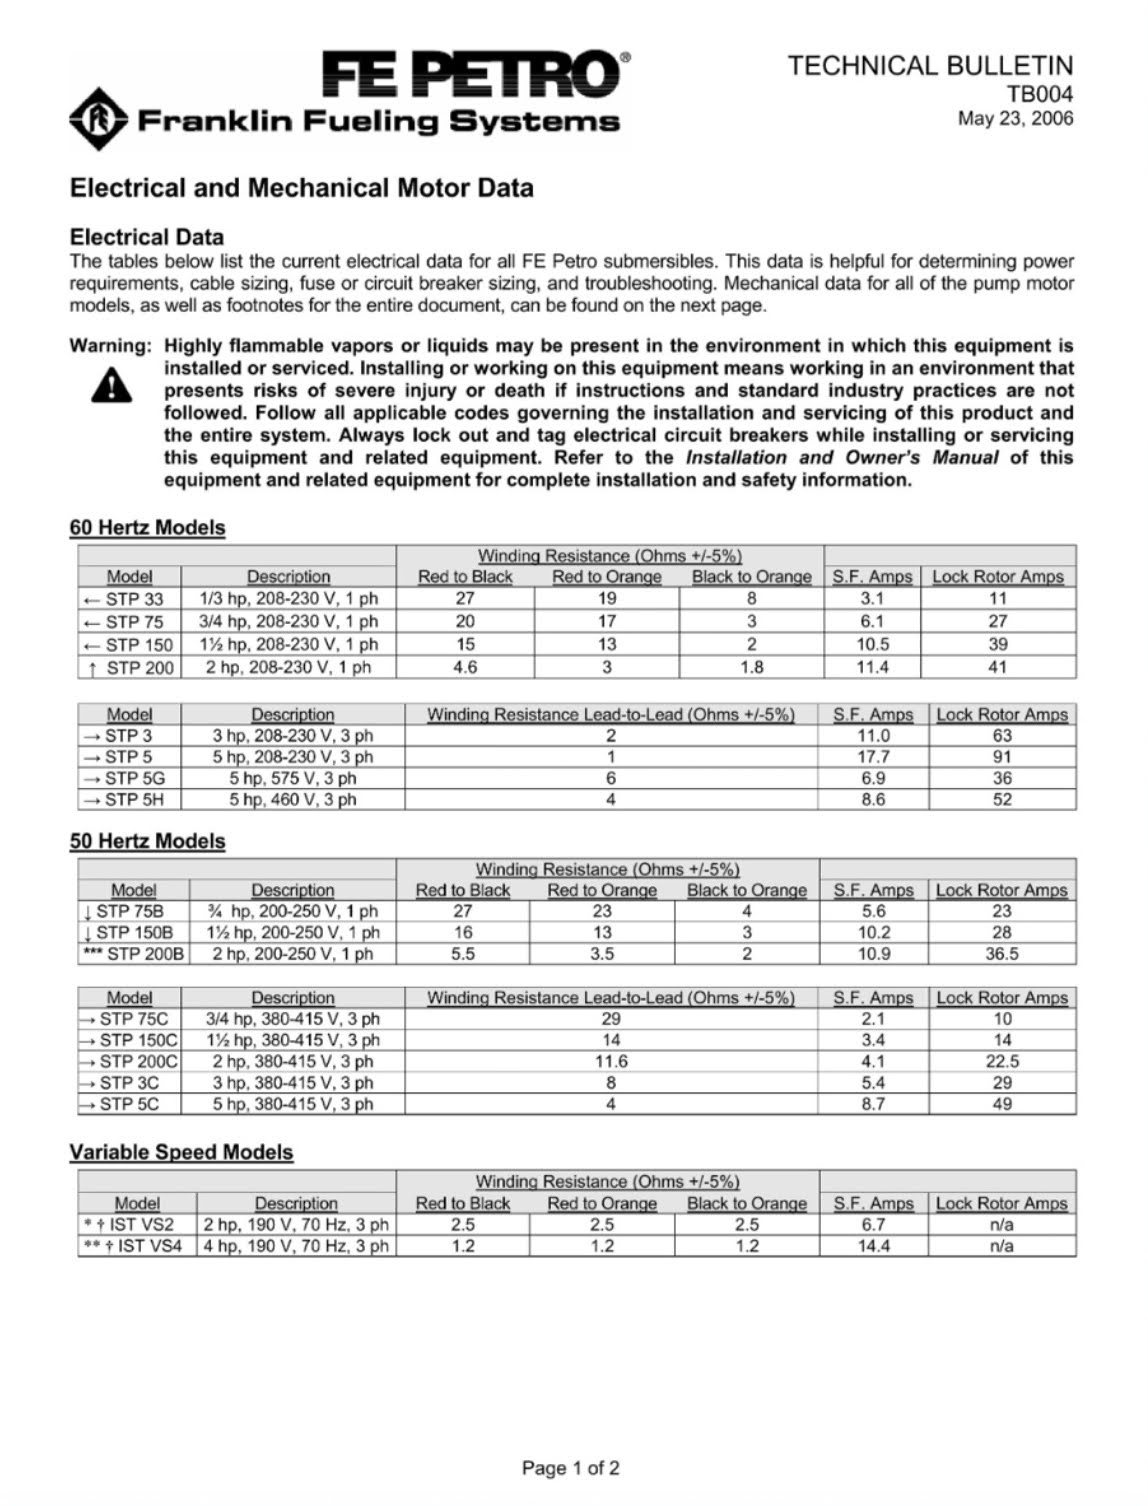 FE PETRO®
Franklin Fueling Systems
TECHNICAL BULLETIN
TB004
May 23, 2006
Electrical and Mechanical Motor Data
Electrical Data
The tables below list the current electrical data for all FE Petro submersibles. This data is helpful for determining power
requirements, cable sizing, fuse or circuit breaker sizing, and troubleshooting. Mechanical data for all of the pump motor
models, as well as footnotes for the entire document, can be found on the next page.
Warning: Highly flammable vapors or liquids may be present in the environment in which this equipment is
installed or serviced. Installing or working on this equipment means working in an environment that
presents risks of severe injury or death if instructions and standard industry practices are not
followed. Follow all applicable codes governing the installation and servicing of this product and
the entire system. Always lock out and tag electrical circuit breakers while installing or servicing
this equipment and related equipment. Refer to the Installation and Owner's Manual of this
equipment and related equipment for complete installation and safety information.
60 Hertz Models
Winding Resistance (Ohms +/-5%)
Model Description Red to Black Red to Orange Black to Orange S.F. Amps Lock Rotor Amps
← STP 33 1/3 hp, 208-230 V, 1 ph 27 19 8 3.1 11
← STP 75 3/4 hp, 208-230 V, 1 ph 20 17 3 6.1 27
← STP 150 1½ hp, 208-230 V, 1 ph 15 13 2 10.5 39
↑ STP 200 2 hp, 208-230 V, 1 ph 4.6 3 1.8 11.4 41
Model Description Winding Resistance Lead-to-Lead (Ohms +/-5%) S.F. Amps Lock Rotor Amps
→ STP 3 3 hp, 208-230 V, 3 ph 2 11.0 63
→ STP 5 5 hp, 208-230 V, 3 ph 1 17.7 91
→ STP 5G 5 hp, 575 V, 3 ph 6 6.9 36
→ STP 5H 5 hp, 460 V, 3 ph 4 8.6 52
50 Hertz Models
Winding Resistance (Ohms +/-5%)
Model Description Red to Black Red to Orange Black to Orange S.F. Amps Lock Rotor Amps
↓ STP 75B ¾ hp, 200-250 V, 1 ph 27 23 4 5.6 23
↓ STP 150B 1½ hp, 200-250 V, 1 ph 16 13 3 10.2 28
*** STP 200B 2 hp, 200-250 V, 1 ph 5.5 3.5 2 10.9 36.5
Model Description Winding Resistance Lead-to-Lead (Ohms +/-5%) S.F. Amps Lock Rotor Amps
→ STP 75C 3/4 hp, 380-415 V, 3 ph 29 2.1 10
→ STP 150C 1½ hp, 380-415 V, 3 ph 14 3.4 14
→ STP 200C 2 hp, 380-415 V, 3 ph 11.6 4.1 22.5
→ STP 3C 3 hp, 380-415 V, 3 ph 8 5.4 29
→ STP 5C 5 hp, 380-415 V, 3 ph 4 8.7 49
Variable Speed Models
Winding Resistance (Ohms +/-5%)
Model Description Red to Black Red to Orange Black to Orange S.F. Amps Lock Rotor Amps
* † IST VS2 2 hp, 190 V, 70 Hz, 3 ph 2.5 2.5 2.5 6.7 n/a
** † IST VS4 4 hp, 190 V, 70 Hz, 3 ph 1.2 1.2 1.2 14.4 n/a
Page 1 of 2